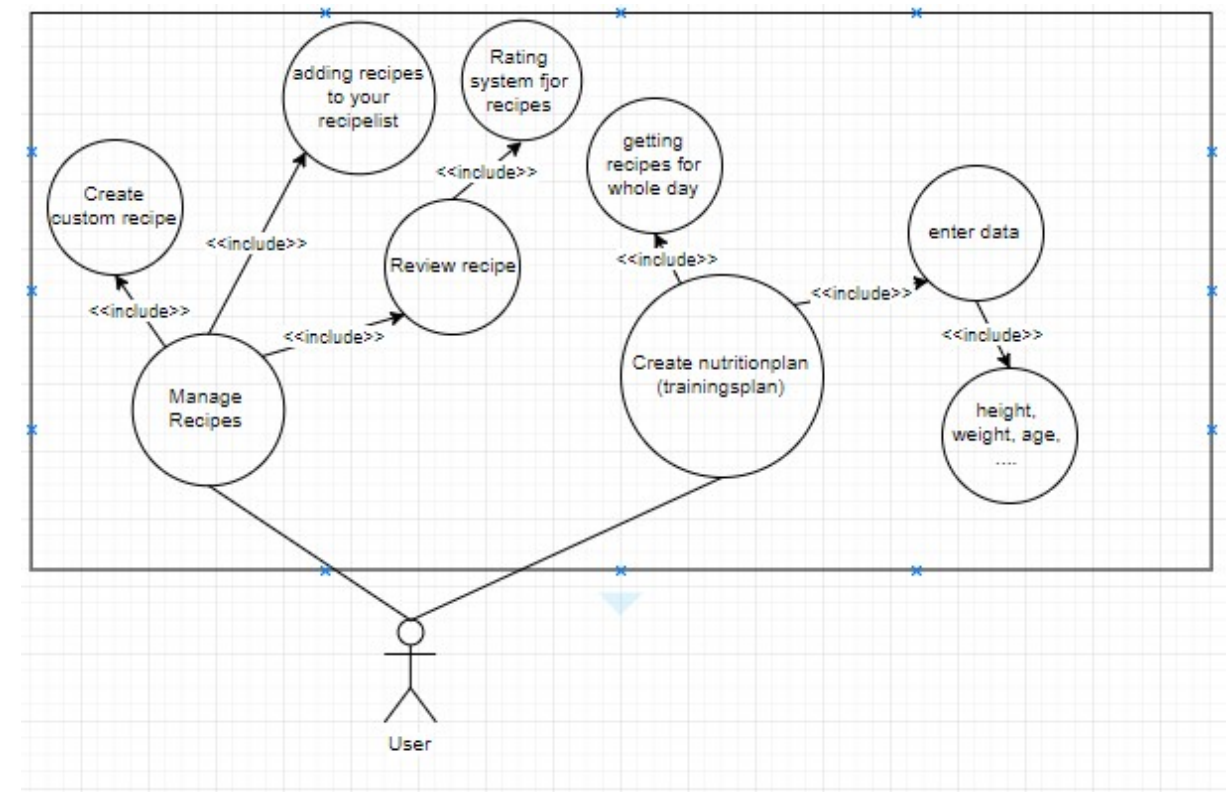 Rating
system fjor
recipes
adding recipes
to your
recipelist
getting
recipes for
whole day
<<include>>
Create
custom recipe
enter data
<<include>>
<<include>>
Review recipe
<<include>>
<<include>>
<<include>>
<<include>>
<<include>>
Create nutritionplan
(trainingsplan)
Manage
Recipes
height,
weight, age,
....
User